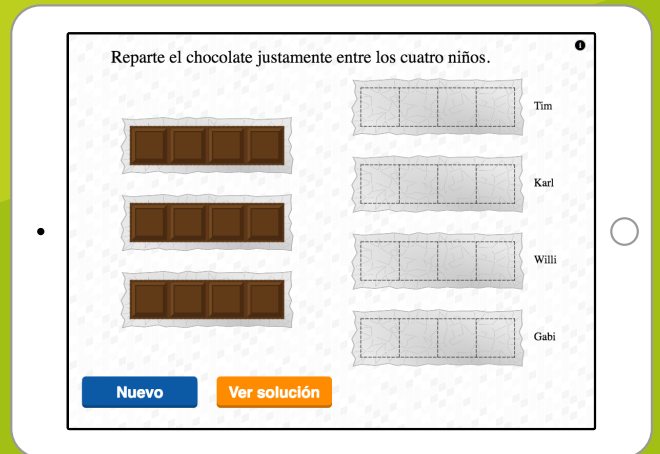 Reparte el chocolate justamente entre los cuatro niños.
i
Tim
Karl
Willi
Gabi
Nuevo
Ver solución